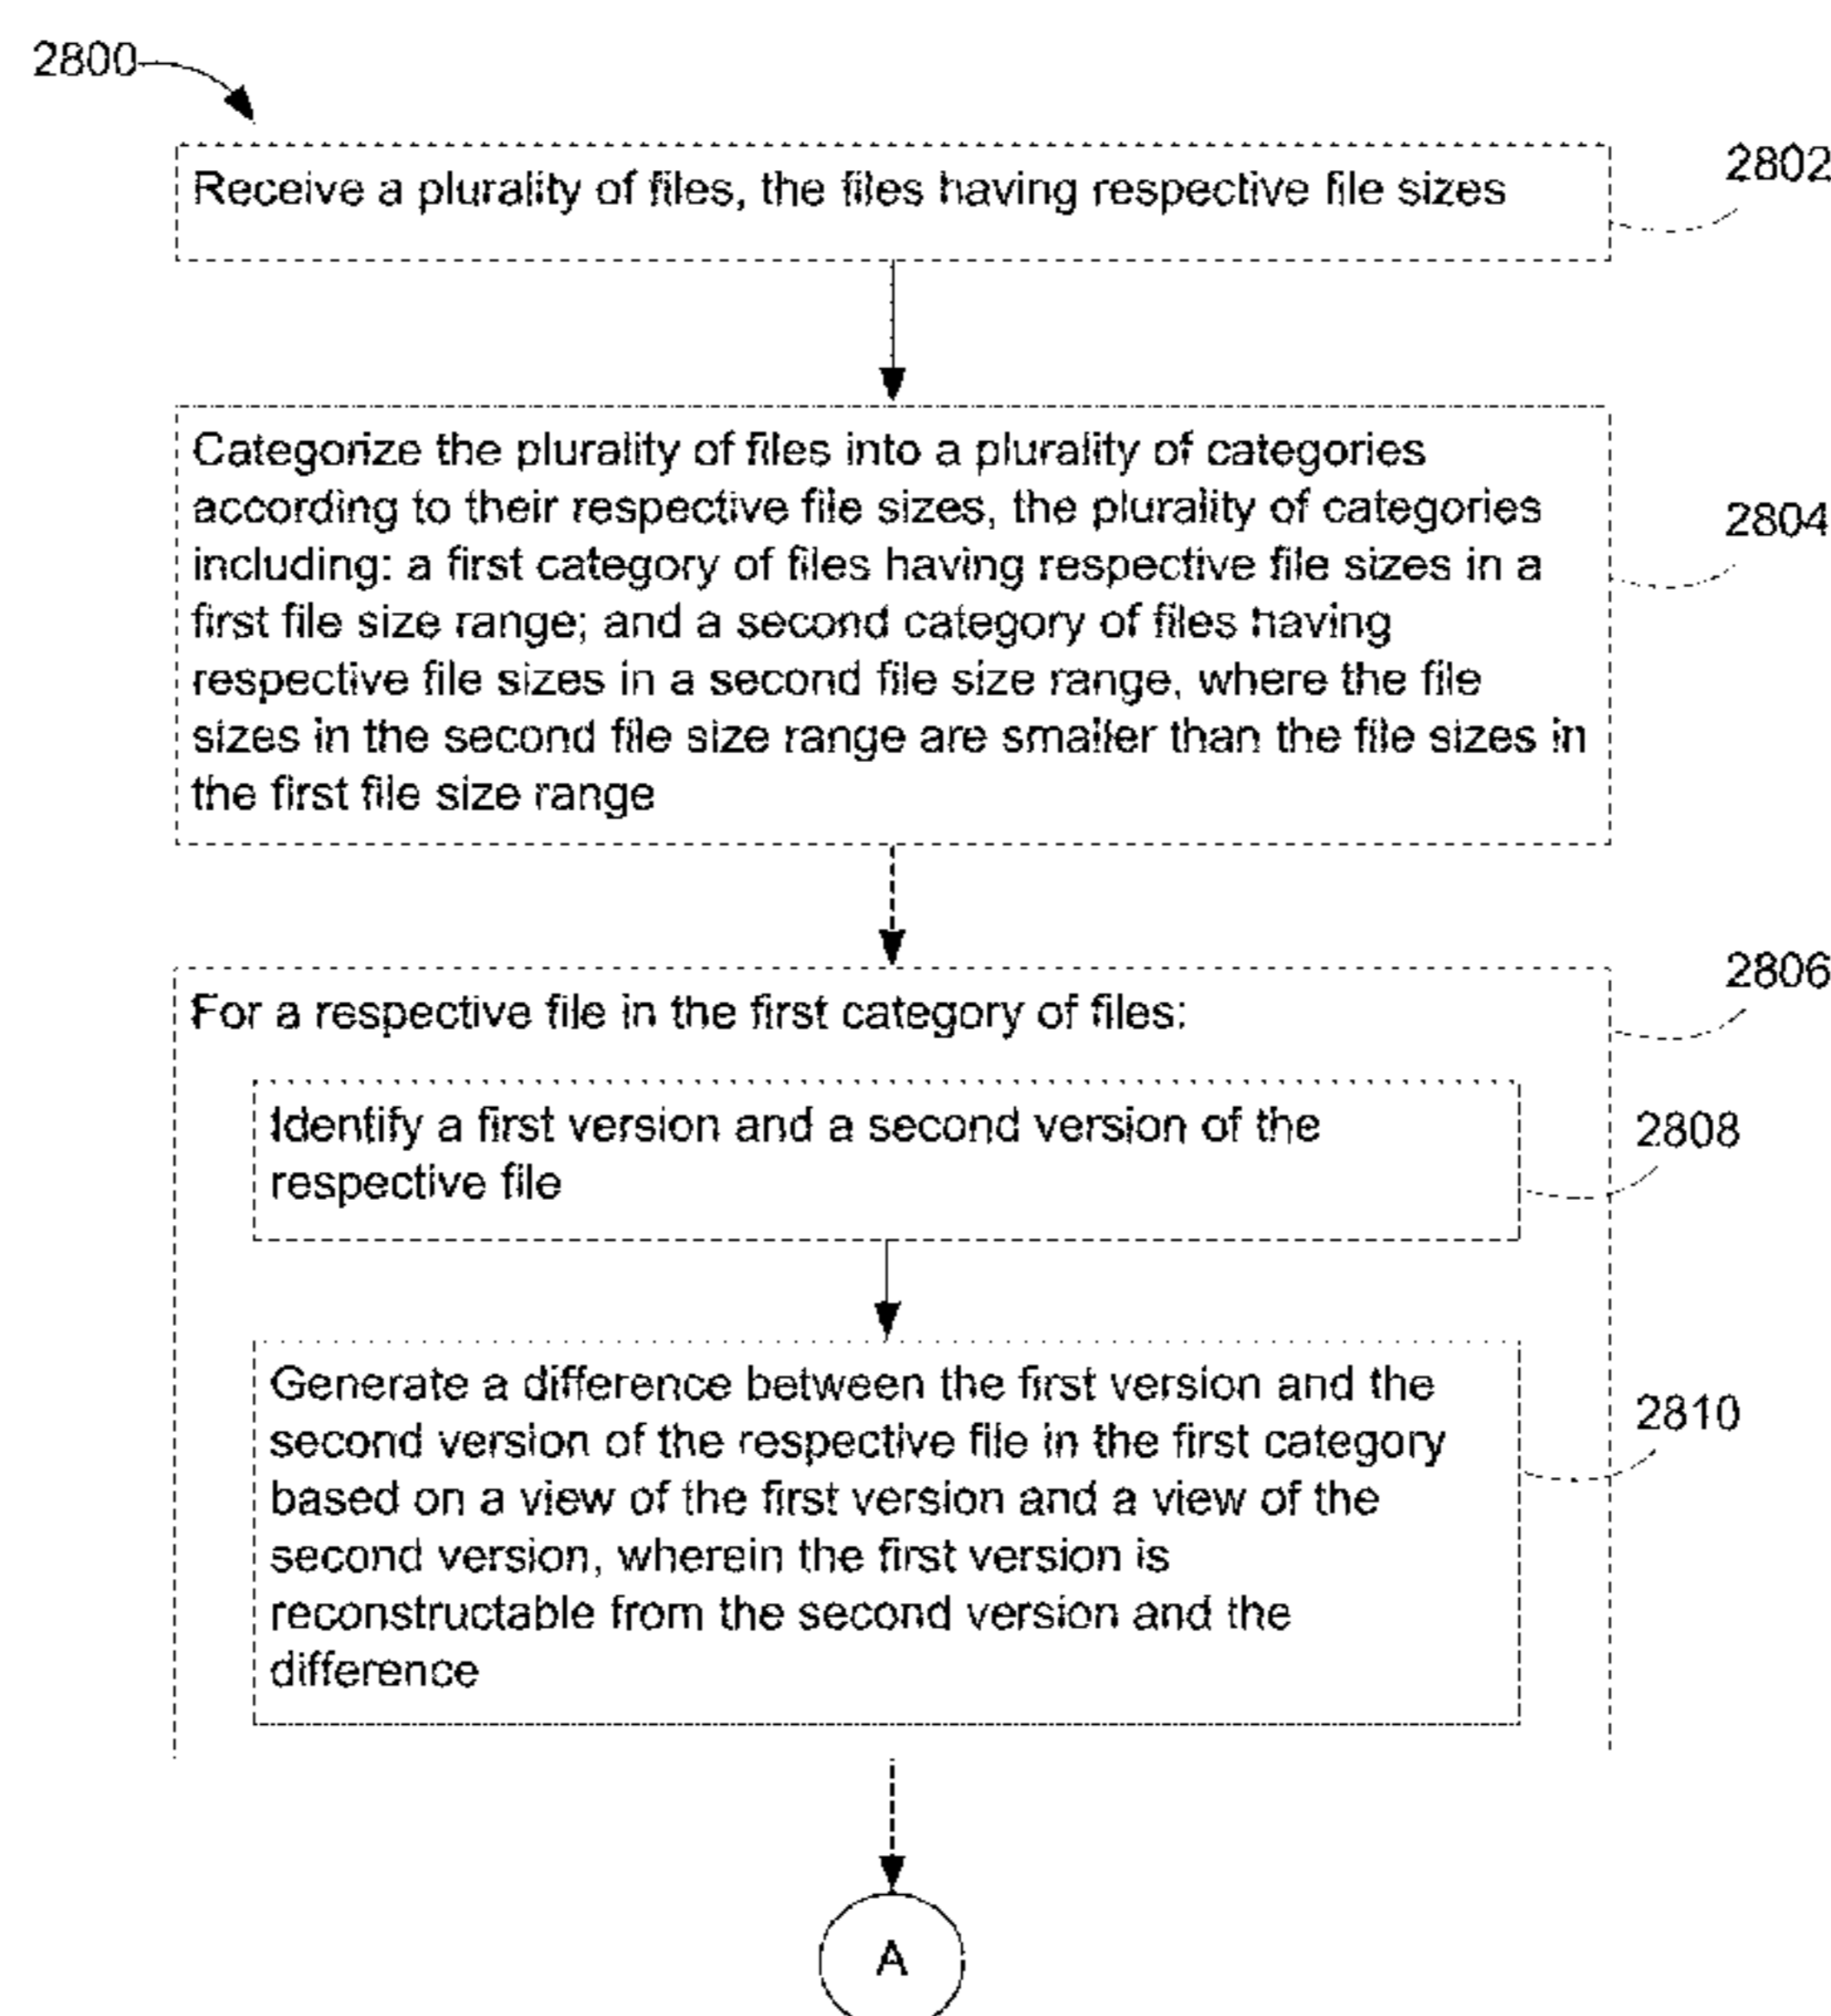 2800
Receive a plurality of files, the files having respective file sizes
2802
Categorize the plurality of files into a plurality of categories
according to their respective file sizes, the plurality of categories
including: a first category of files having respective file sizes in a
first file size range; and a second category of files having
respective file sizes in a second file size range, where the file
sizes in the second file size range are smaller than the file sizes in
the first file size range
2804
2806
For a respective file in the first category of files:
Identify a first version and a second version of the
respective file
2808
Generate a difference between the first version and the
second version of the respective file in the first category
based on a view of the first version and a view of the
second version, wherein the first version is
reconstructable from the second version and the
difference
2810
A